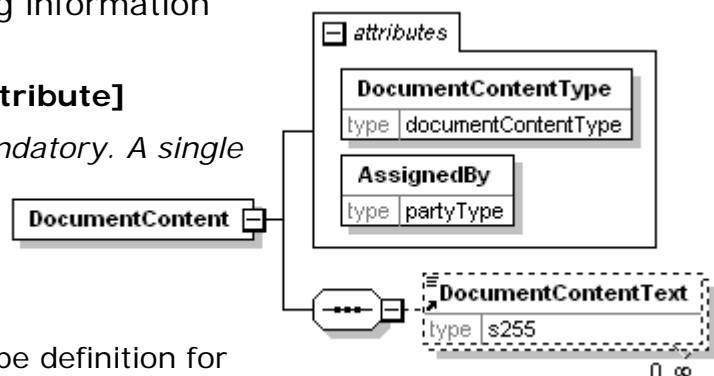 g information
tribute]
ndatory. A single
pe definition for
attributes
DocumentContentType
type documentContentType
AssignedBy
type partyType
DocumentContent
DocumentContentText
type s255
0..∞